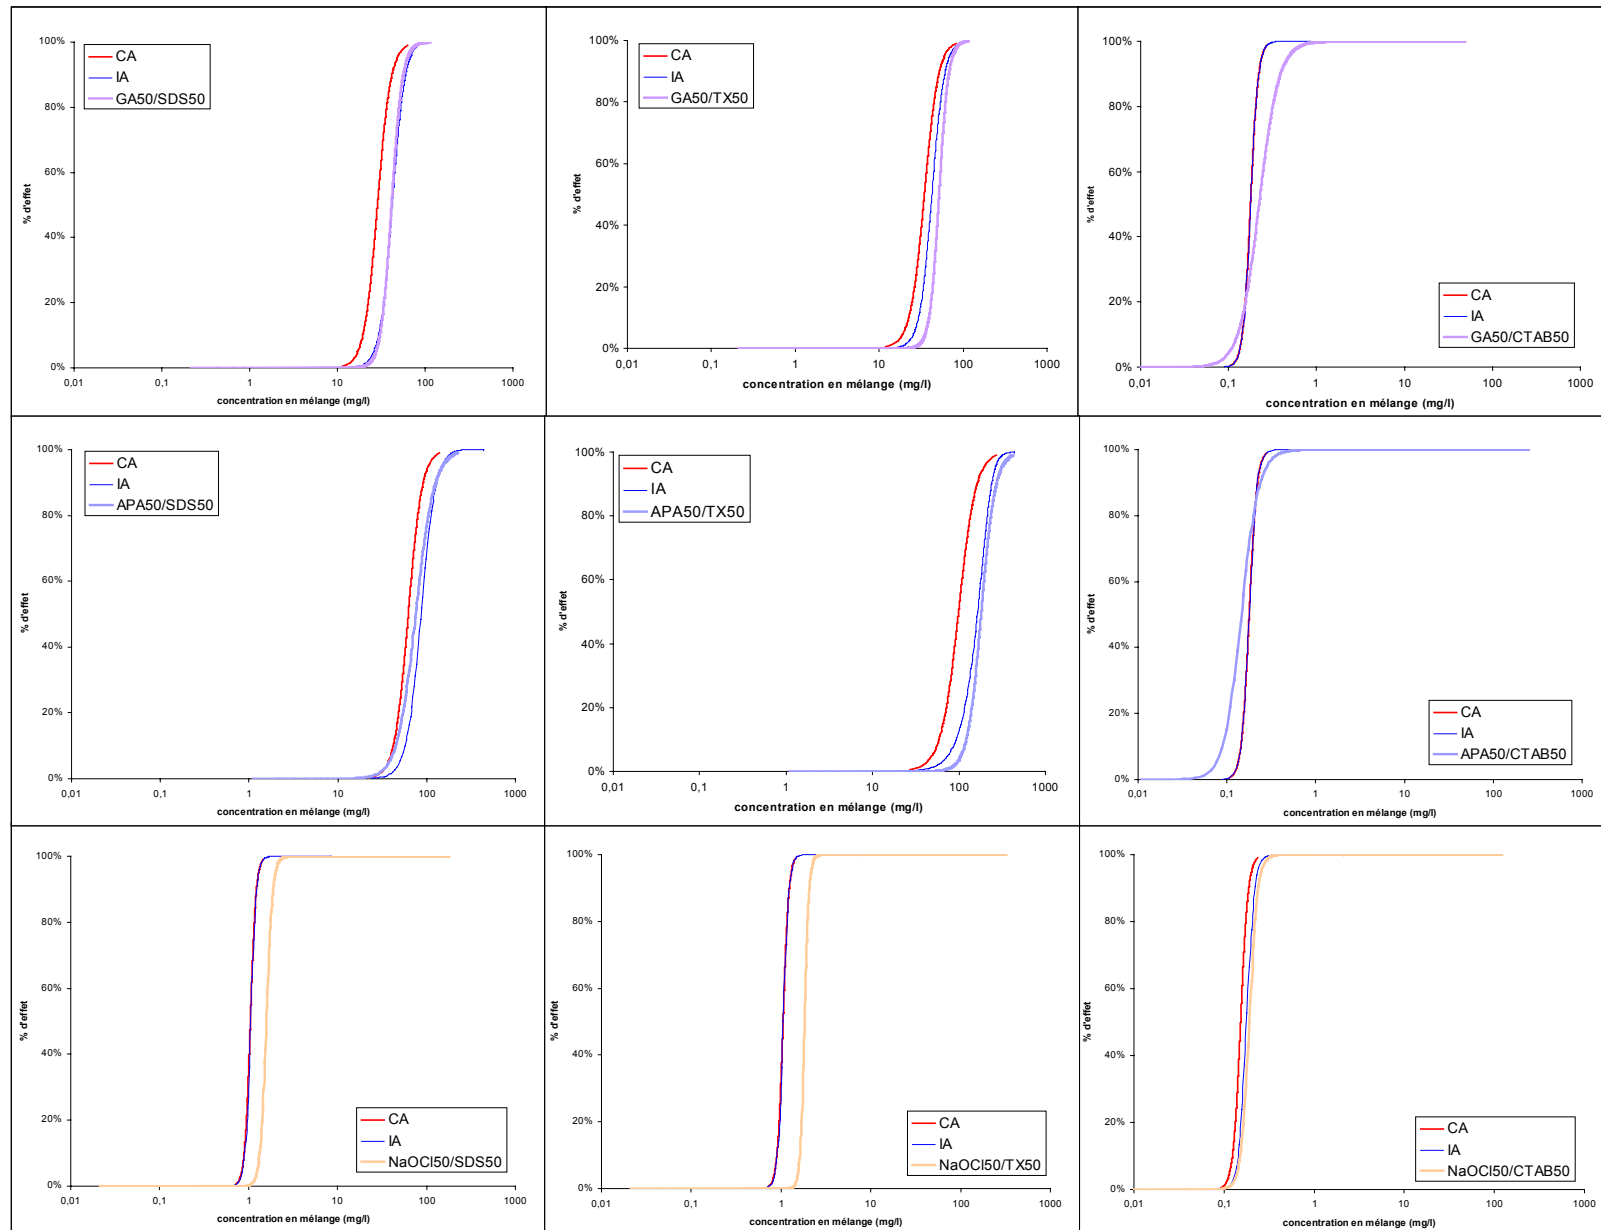 100%
80%
60%
40%
20%
0%
% d'effet
CA
IA
GA50/SDS50
0,01 0,1 1 10 100 1000
concentration en mélange (mg/l)
100%
80%
60%
40%
20%
0%
% d'effet
CA
IA
GA50/TX50
0,01 0,1 1 10 100 1000
concentration en mélange (mg/l)
100%
80%
60%
40%
20%
0%
% d'effet
CA
IA
GA50/CTAB50
0,01 0,1 1 10 100 1000
concentration en mélange (mg/l)
100%
80%
60%
40%
20%
0%
% d'effet
CA
IA
APA50/SDS50
0,01 0,1 1 10 100 1000
concentration en mélange (mg/l)
100%
80%
60%
40%
20%
0%
% d'effet
CA
IA
APA50/TX50
0,01 0,1 1 10 100 1000
concentration en mélange (mg/l)
100%
80%
60%
40%
20%
0%
% d'effet
CA
IA
APA50/CTAB50
0,01 0,1 1 10 100 1000
concentration en mélange (mg/l)
100%
80%
60%
40%
20%
0%
% d'effet
CA
IA
NaOCl50/SDS50
0,01 0,1 1 10 100 1000
concentration en mélange (mg/l)
100%
80%
60%
40%
20%
0%
% d'effet
CA
IA
NaOCl50/TX50
0,01 0,1 1 10 100 1000
concentration en mélange (mg/l)
100%
80%
60%
40%
20%
0%
% d'effet
CA
IA
NaOCl50/CTAB50
0,01 0,1 1 10 100 1000
concentration en mélange (mg/l)